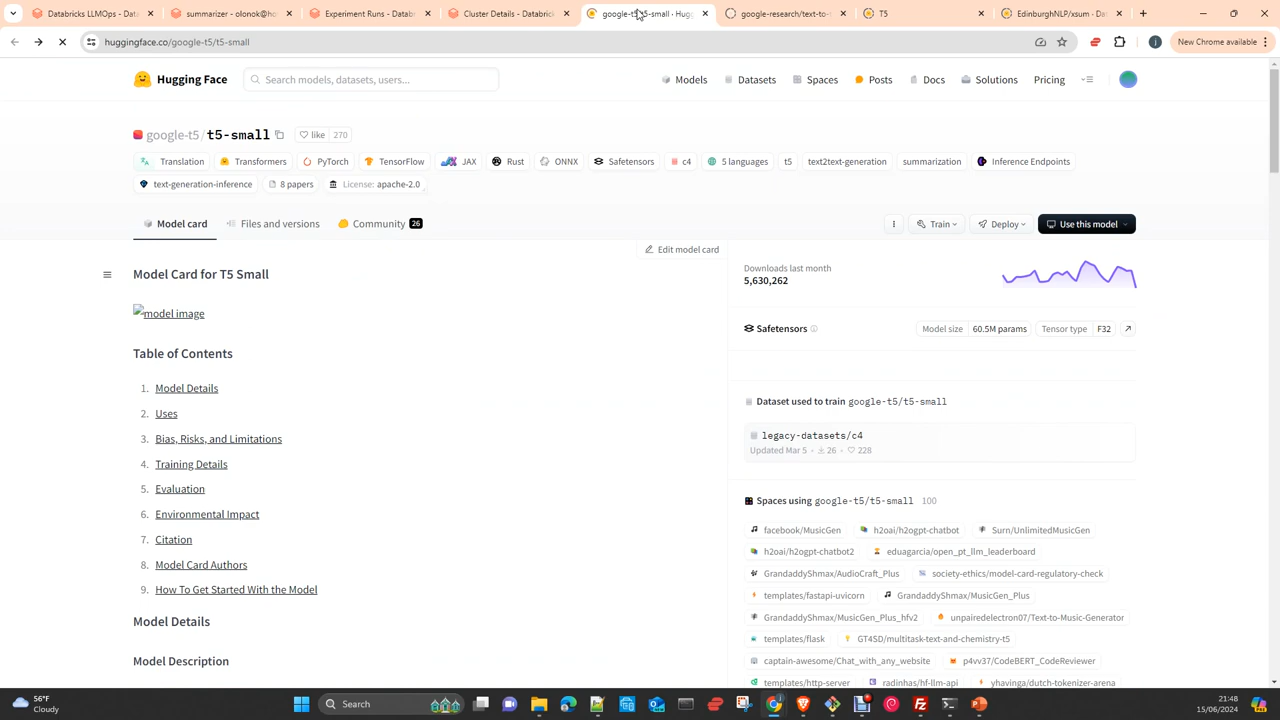 Databricks LLMOps - Data
summarizer - olonok@ho
Experiment Runs - Databr
Cluster Details - Databrick
google-t5/t5-small · Hugg
google-research/text-to-
T5
EdinburghNLP/xsum · Da
huggingface.co/google-t5/t5-small
New Chrome available
Hugging Face
Search models, datasets, users...
Models
Datasets
Spaces
Posts
Docs
Solutions
Pricing
google-t5/t5-small
like 270
Translation
Transformers
PyTorch
TensorFlow
JAX
Rust
ONNX
Safetensors
c4
5 languages
t5
text2text-generation
summarization
Inference Endpoints
text-generation-inference
8 papers
License: apache-2.0
Model card
Files and versions
Community 26
Train
Deploy
Use this model
Edit model card
Model Card for T5 Small
model image
Table of Contents
1. Model Details
2. Uses
3. Bias, Risks, and Limitations
4. Training Details
5. Evaluation
6. Environmental Impact
7. Citation
8. Model Card Authors
9. How To Get Started With the Model
Model Details
Model Description
Downloads last month
5,630,262
Safetensors
Model size 60.5M params
Tensor type F32
Dataset used to train google-t5/t5-small
legacy-datasets/c4
Updated Mar 5 · 26 · 228
Spaces using google-t5/t5-small 100
facebook/MusicGen
h2oai/h2ogpt-chatbot
Surn/UnlimitedMusicGen
h2oai/h2ogpt-chatbot2
eduagarcia/open_pt_llm_leaderboard
GrandaddyShmax/AudioCraft_Plus
society-ethics/model-card-regulatory-check
templates/fastapi-uvicorn
GrandaddyShmax/MusicGen_Plus
GrandaddyShmax/MusicGen_Plus_hfv2
unpairedelectron07/Text-to-Music-Generator
templates/flask
GT4SD/multitask-text-and-chemistry-t5
captain-awesome/Chat_with_any_website
p4vv37/CodeBERT_CodeReviewer
templates/http-server
radinhas/hf-llm-api
yhavinga/dutch-tokenizer-arena
56°F
Cloudy
Search
21:48
15/06/2024